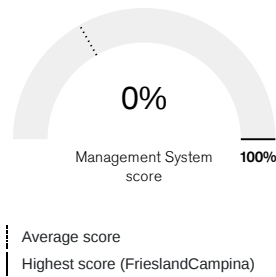 0%
Management System 100%
score
Average score
Highest score (FrieslandCampina)